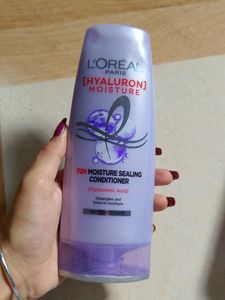 L'ORÉAL
PARIS
[HYALURON]
MOISTURE
72H MOISTURE SEALING
CONDITIONER
[Hyaluronic Acid]
Detangles and
locks-in moisture